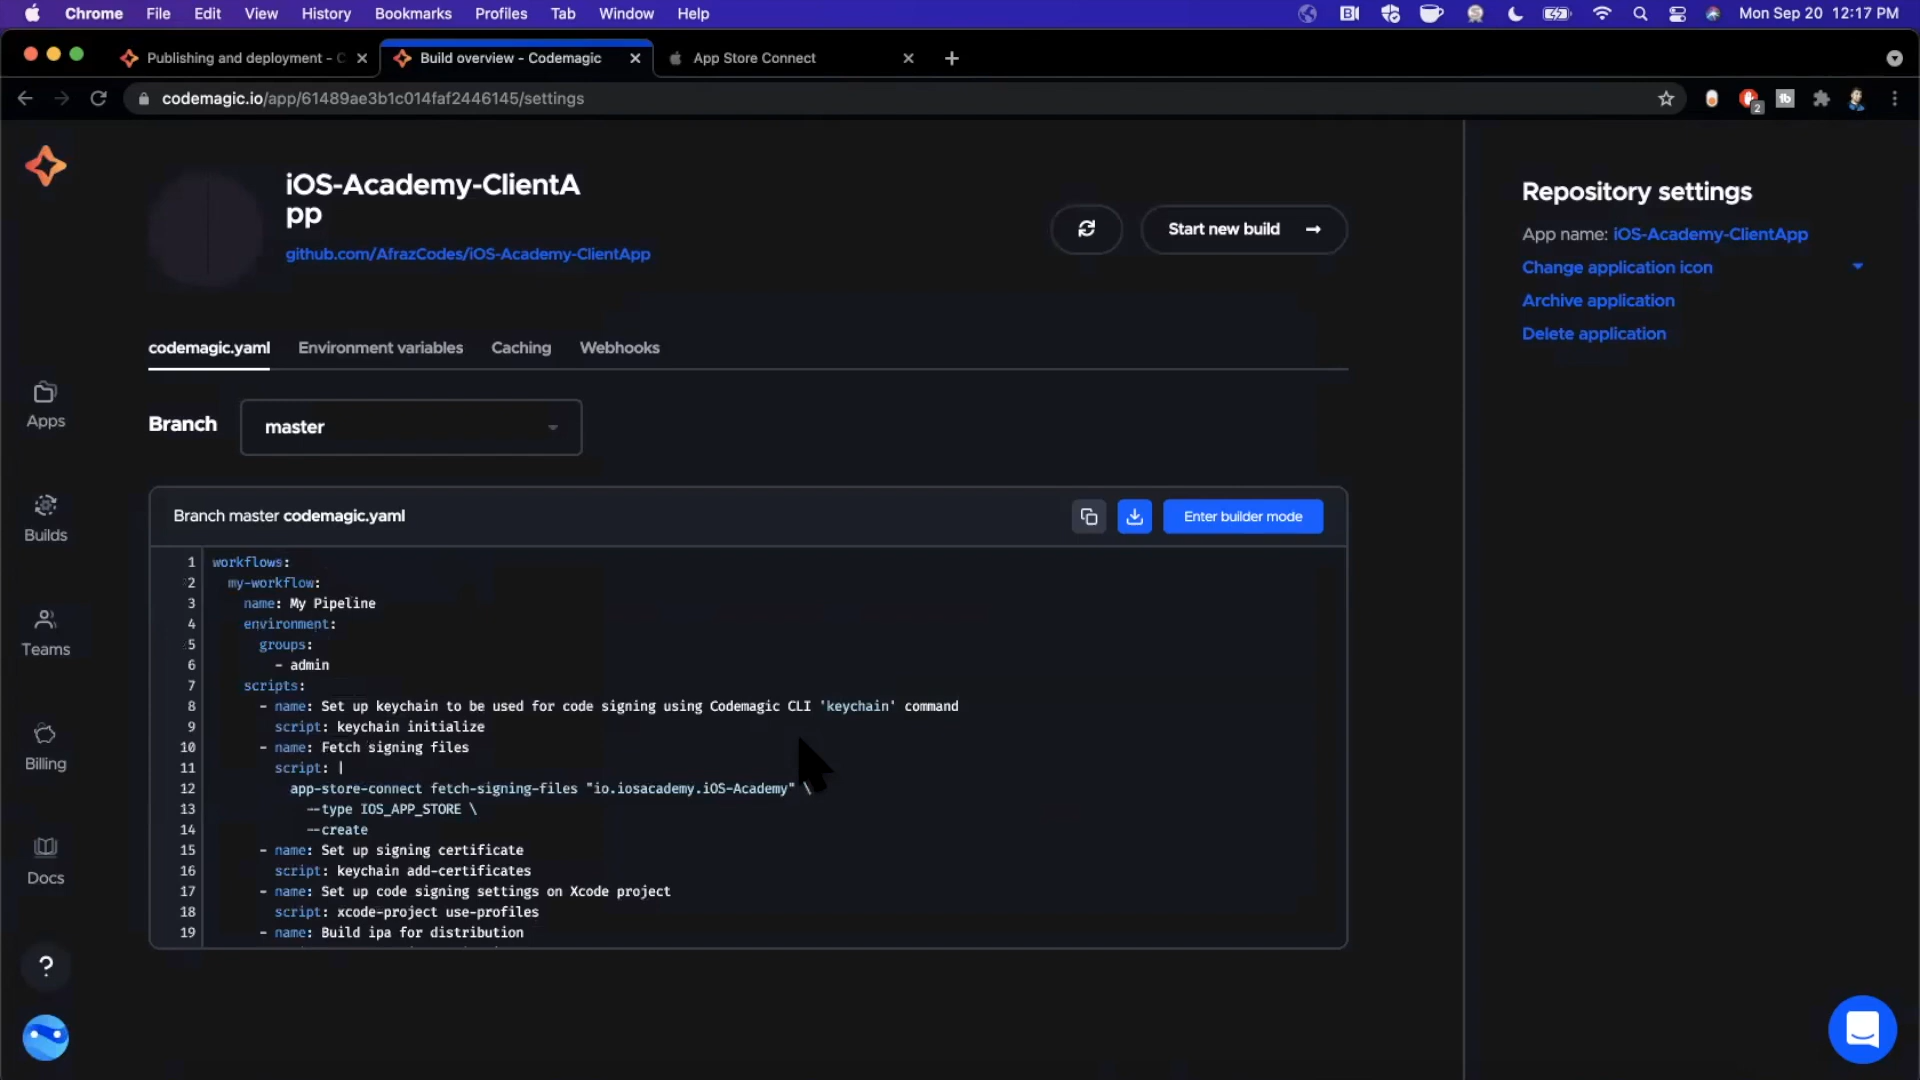 Chrome File Edit View History Bookmarks Profiles Tab Window Help
Mon Sep 20 12:17 PM
Publishing and deployment - C
Build overview - Codemagic
App Store Connect
codemagic.io/app/61489ae3b1c014faf2446145/settings
2
iOS-Academy-ClientA
pp
github.com/AfrazCodes/iOS-Academy-ClientApp
Start new build
Repository settings
App name: iOS-Academy-ClientApp
Change application icon
Archive application
Delete application
codemagic.yaml Environment variables Caching Webhooks
Apps
Builds
Teams
Billing
Docs
?
Branch master
Branch master codemagic.yaml
Enter builder mode
1 workflows:
2 my-workflow:
3 name: My Pipeline
4 environment:
5 groups:
6 - admin
7 scripts:
8 - name: Set up keychain to be used for code signing using Codemagic CLI 'keychain' command
9 script: keychain initialize
10 - name: Fetch signing files
11 script: |
12 app-store-connect fetch-signing-files "io.iosacademy.iOS-Academy" \
13 --type IOS_APP_STORE \
14 --create
15 - name: Set up signing certificate
16 script: keychain add-certificates
17 - name: Set up code signing settings on Xcode project
18 script: xcode-project use-profiles
19 - name: Build ipa for distribution